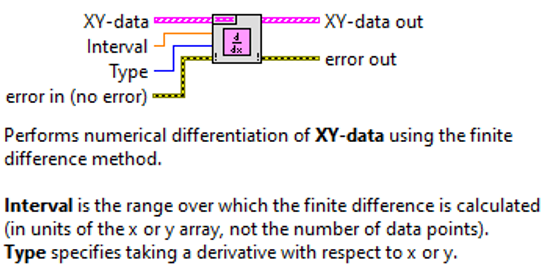 XY-data
XY-data out
Interval
d
dx
Type
error out
error in (no error)
Performs numerical differentiation of XY-data using the finite
difference method.
Interval is the range over which the finite difference is calculated
(in units of the x or y array, not the number of data points).
Type specifies taking a derivative with respect to x or y.